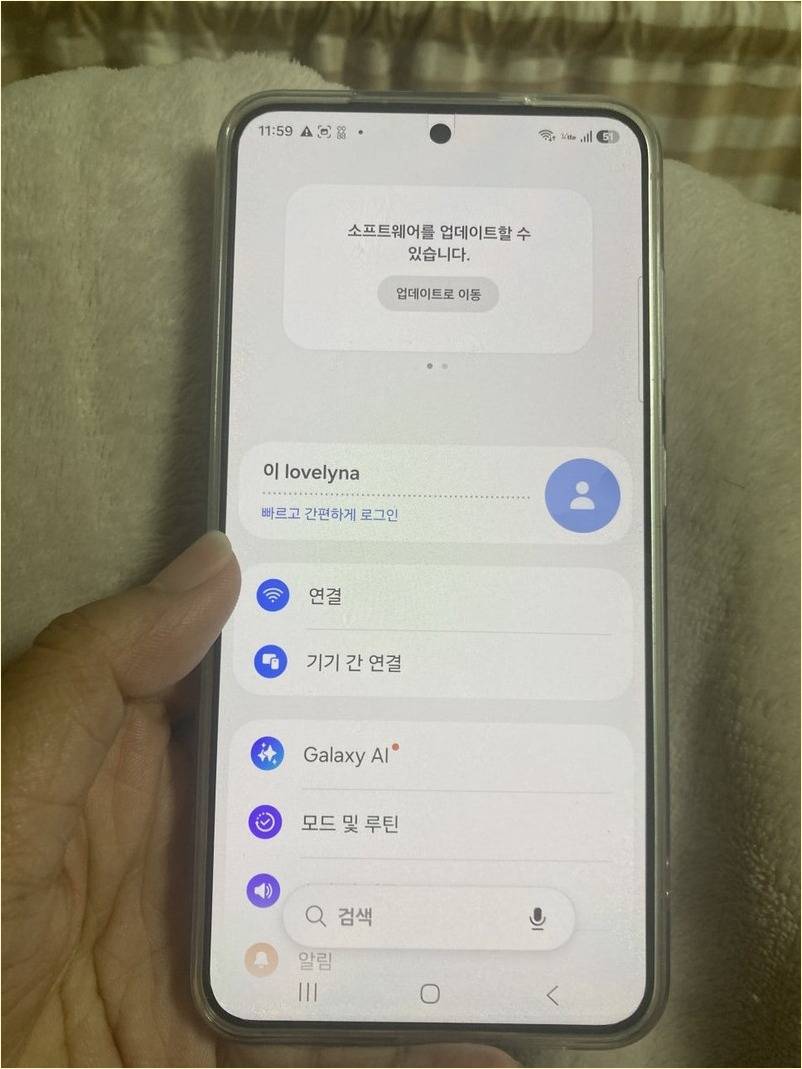 11:59
51
소프트웨어를 업데이트할 수
있습니다.
업데이트로 이동
이 lovelyna
빠르고 간편하게 로그인
연결
기기 간 연결
Galaxy AI
모드 및 루틴
검색
알림